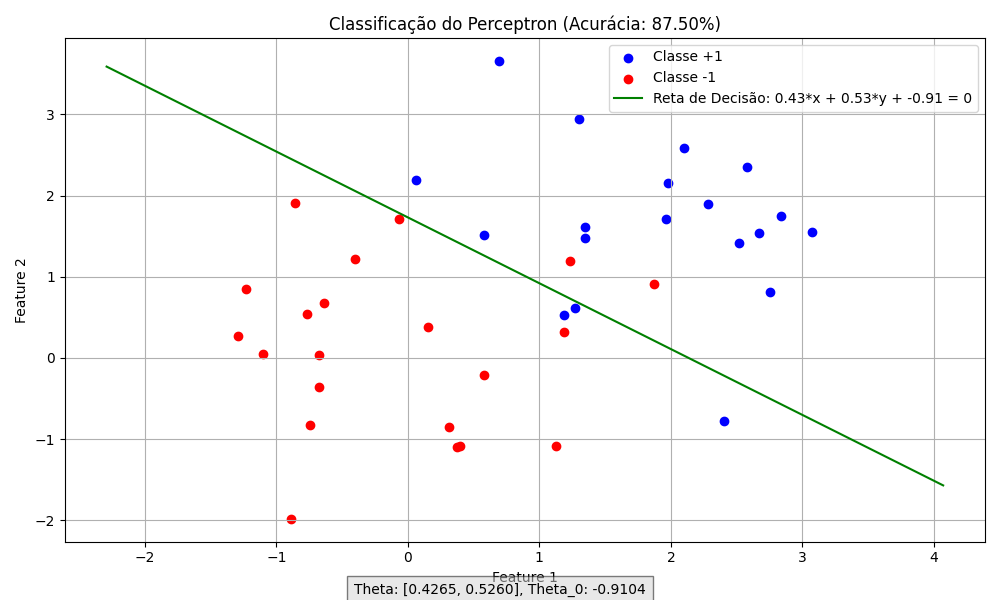 Classificação do Perceptron (Acurácia: 87.50%)
Classe +1
Classe -1
Reta de Decisão: 0.43*x + 0.53*y + -0.91 = 0
Feature 2
3
2
1
0
−1
−2
−2
−1
0
1
2
3
4
Feature 1
Theta: [0.4265, 0.5260], Theta_0: -0.9104